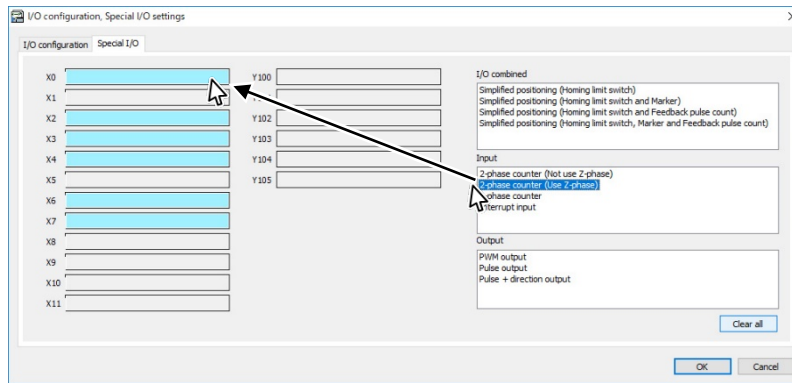 I/O configuration, Special I/O settings
I/O configuration
Special I/O
X0
X1
X2
X3
X4
X5
X6
X7
X8
X9
X10
X11
Y100
Y102
Y103
Y104
Y105
I/O combined
Simplified positioning (Homing limit switch)
Simplified positioning (Homing limit switch and Marker)
Simplified positioning (Homing limit switch and Feedback pulse count)
Simplified positioning (Homing limit switch, Marker and Feedback pulse count)
Input
2-phase counter (Not use Z-phase)
2-phase counter (Use Z-phase)
counter
input
Output
PWM output
Pulse output
Pulse + direction output
Clear all
OK
Cancel